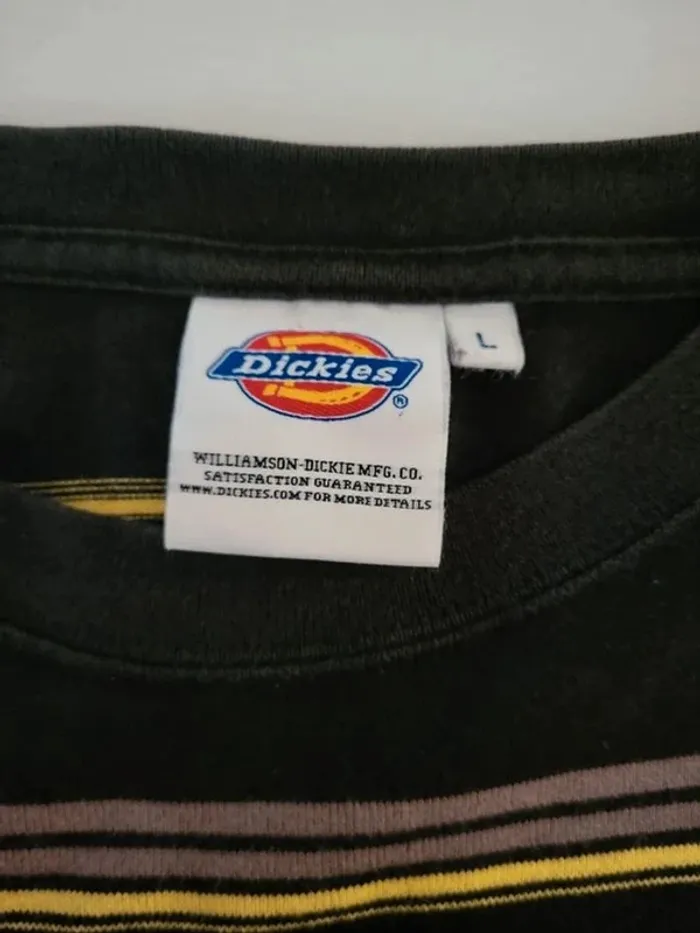 Dickies
®
L
WILLIAMSON-DICKIE MFG. CO.
SATISFACTION GUARANTEED
WWW.DICKIES.COM FOR MORE DETAILS